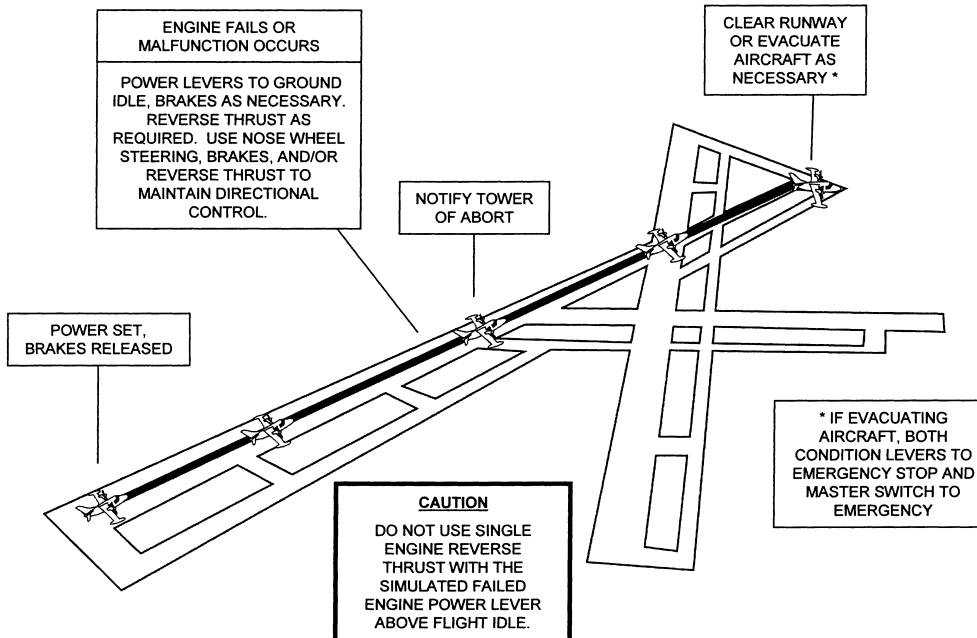 ENGINE FAILS OR
MALFUNCTION OCCURS
POWER LEVERS TO GROUND
IDLE, BRAKES AS NECESSARY.
REVERSE THRUST AS
REQUIRED. USE NOSE WHEEL
STEERING, BRAKES, AND/OR
REVERSE THRUST TO
MAINTAIN DIRECTIONAL
CONTROL.
CLEAR RUNWAY
OR EVACUATE
AIRCRAFT AS
NECESSARY *
NOTIFY TOWER
OF ABORT
POWER SET,
BRAKES RELEASED
CAUTION
DO NOT USE SINGLE
ENGINE REVERSE
THRUST WITH THE
SIMULATED FAILED
ENGINE POWER LEVER
ABOVE FLIGHT IDLE.
* IF EVACUATING
AIRCRAFT, BOTH
CONDITION LEVERS TO
EMERGENCY STOP AND
MASTER SWITCH TO
EMERGENCY